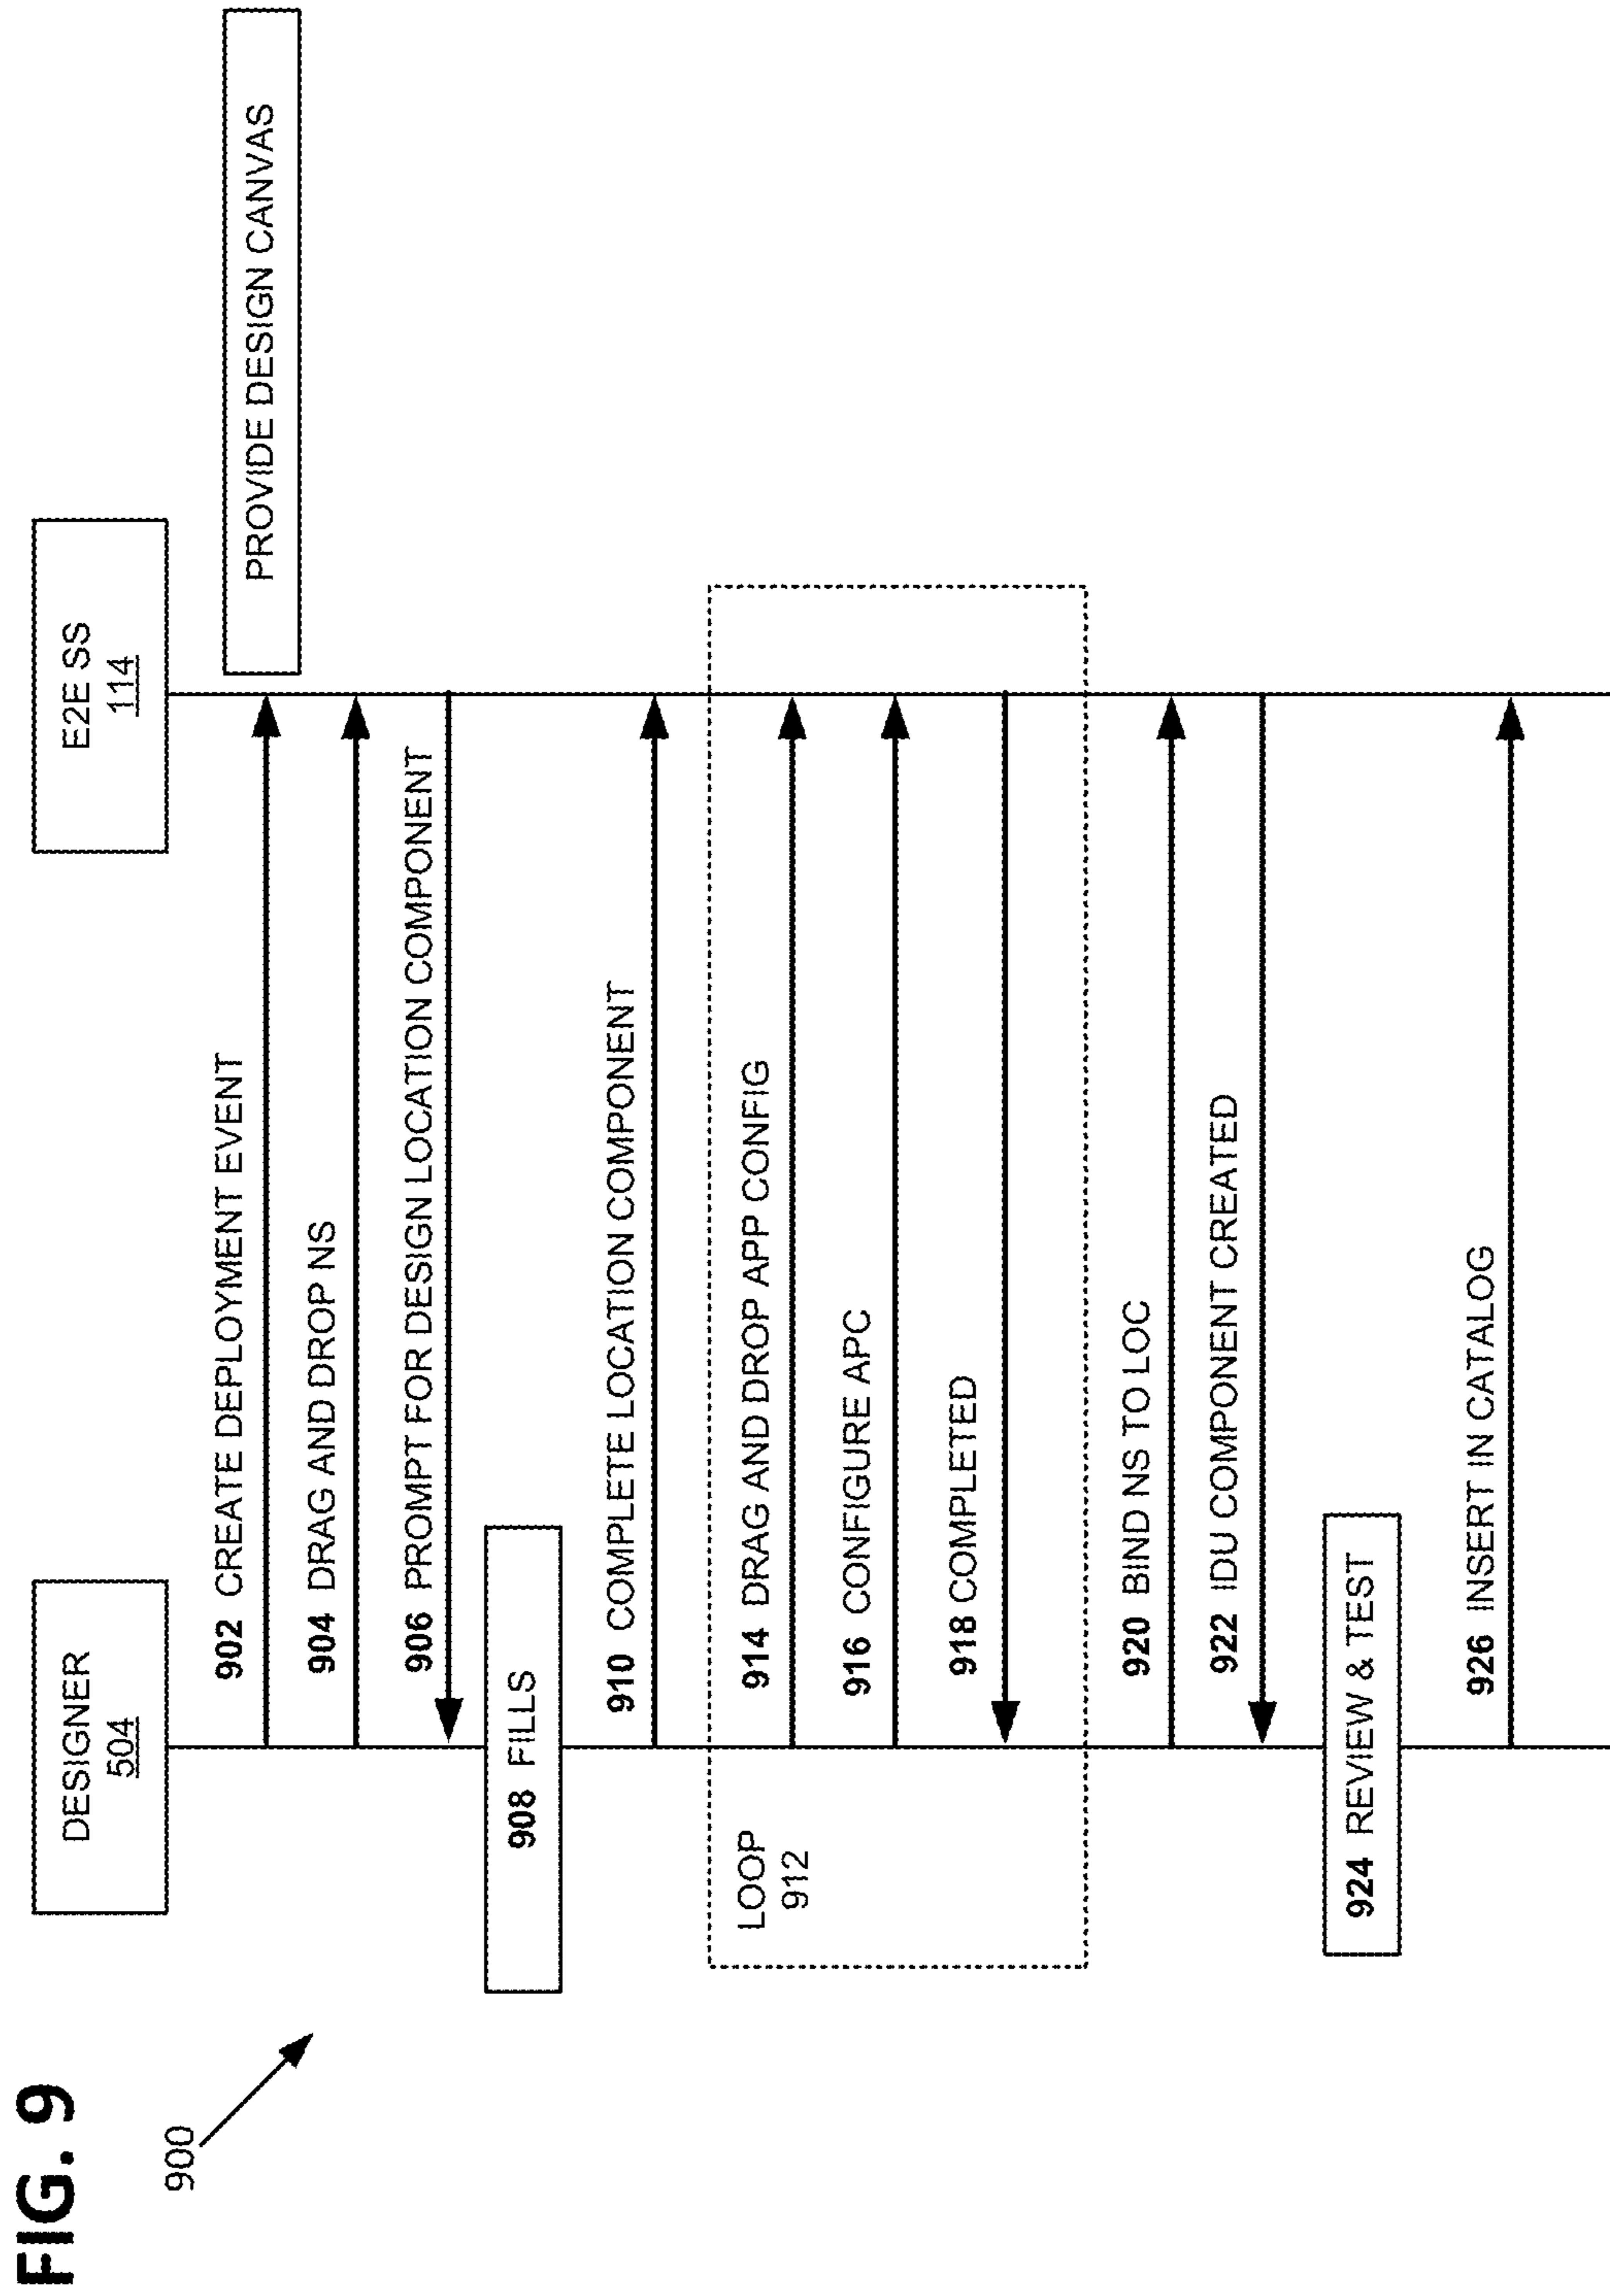 FIG. 9
900
DESIGNER
504
E2E SS
114
902 CREATE DEPLOYMENT EVENT
PROVIDE DESIGN CANVAS
904 DRAG AND DROP NS
906 PROMPT FOR DESIGN LOCATION COMPONENT
908 FILLS
910 COMPLETE LOCATION COMPONENT
LOOP
912
914 DRAG AND DROP APP CONFIG
916 CONFIGURE APC
918 COMPLETED
920 BIND NS TO LOC
922 IDU COMPONENT CREATED
924 REVIEW & TEST
926 INSERT IN CATALOG